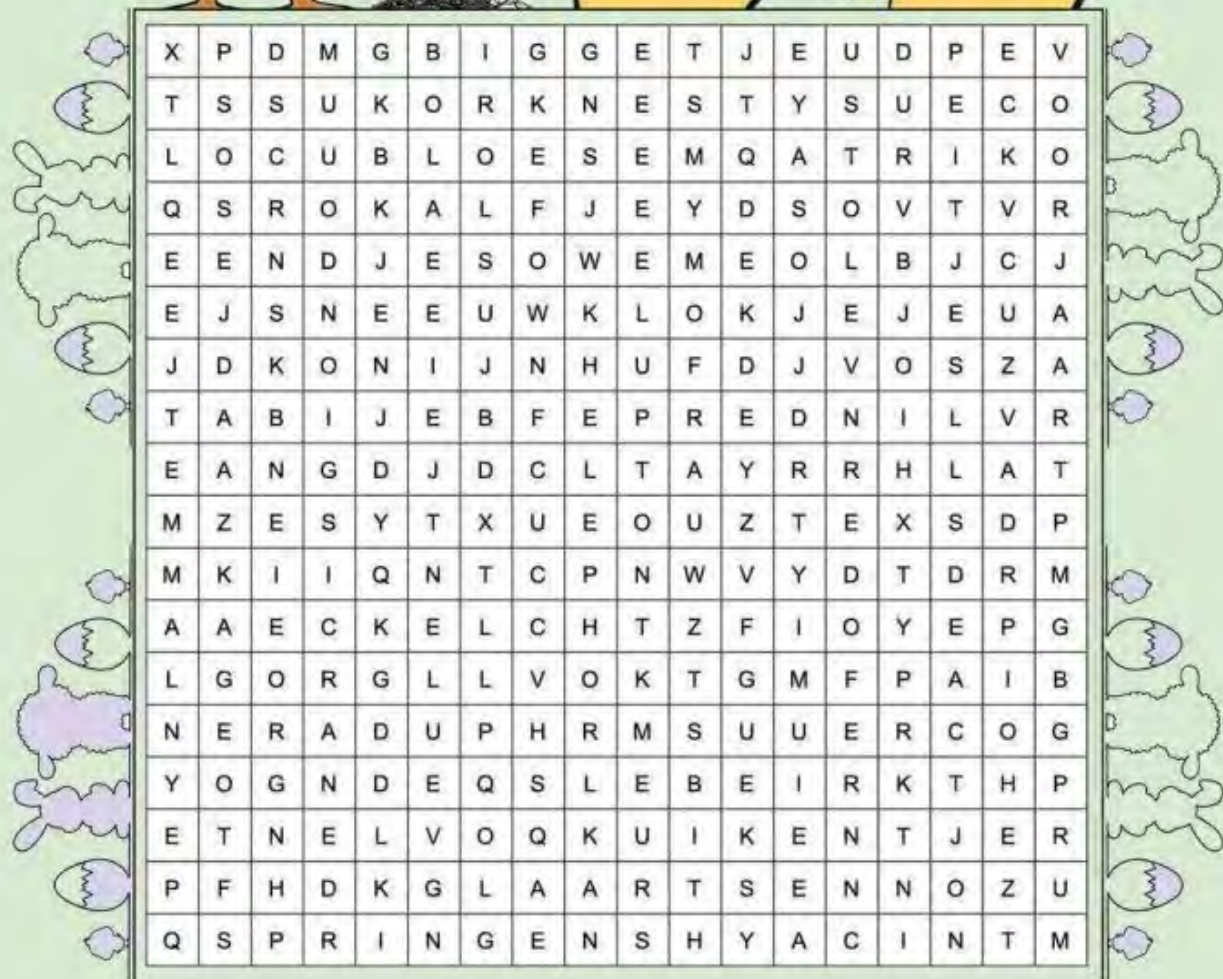 X P D M G B I G G E T J E U D P E V
T S S U K O R K N E S T Y S U E C O
L O C U B L O E S E M Q A T R I K O
Q S R O K A L F J E Y D S O V T V R
E E N D J E S O W E M E O L B J C J
E J S N E E U W K L O K J E J E U A
J D K O N I J N H U F D J V O S Z A
T A B I J E B F E P R E D N I L V R
E A N G D J D C L T A Y R R H L A T
M Z E S Y T X U E O U Z T E X S D P
M K I I Q N T C P N W V Y D T D R M
A A E C K E L C H T Z F I O Y E P G
L G O R G L L V O K T G M F P A I B
N E R A D U P H R M S U U E R C O G
Y O G N D E Q S L E B E I R K T H P
E T N E L V O Q K U I K E N T J E R
P F H D K G L A A R T S E N N O Z U
Q S P R I N G E N S H Y A C I N T M